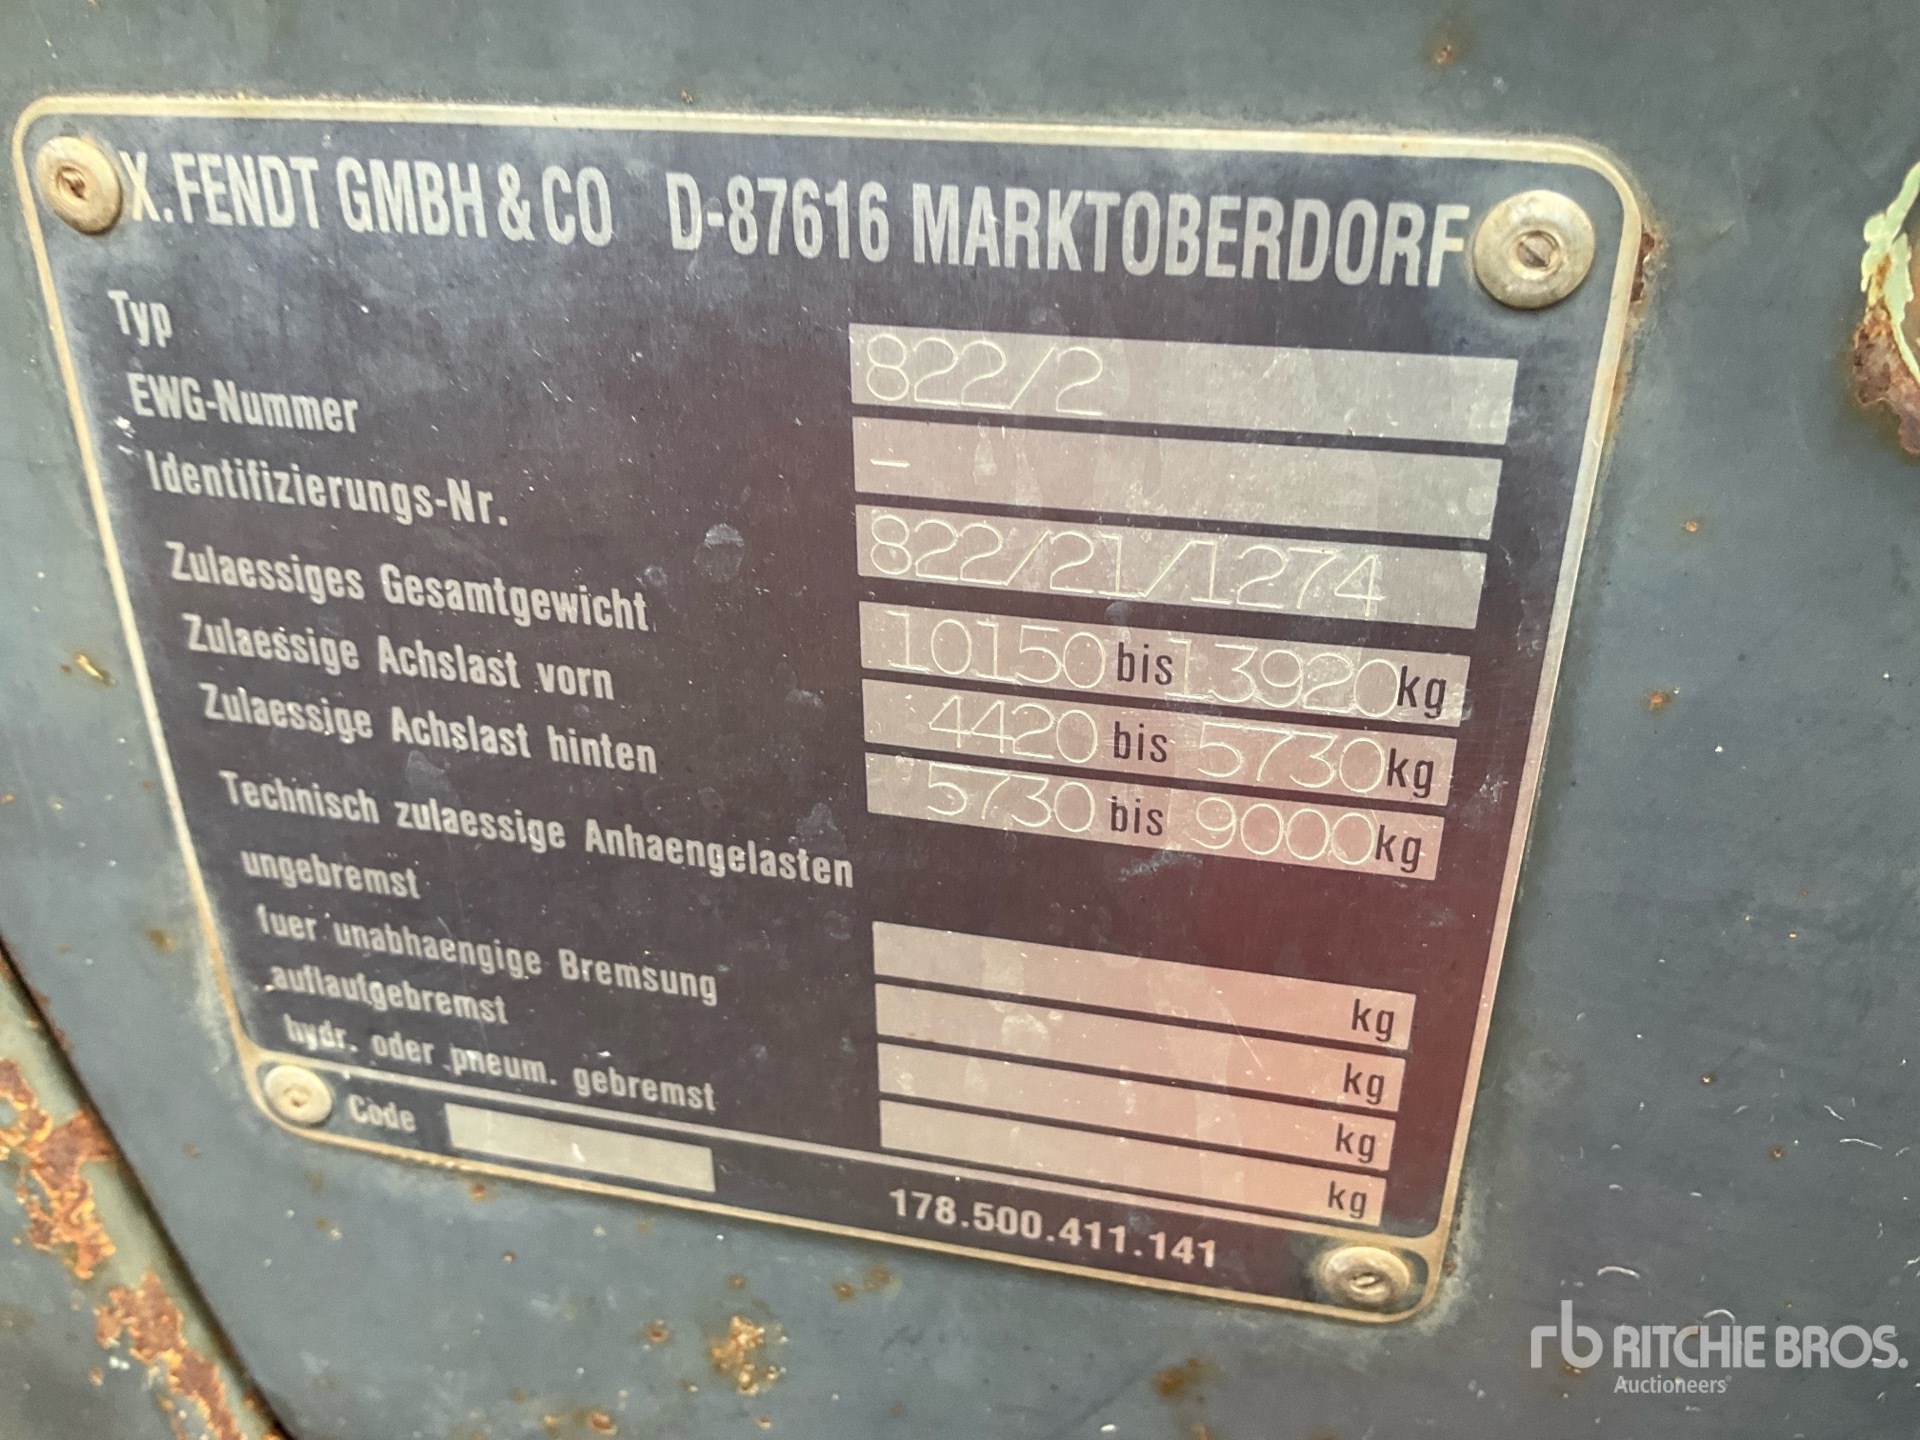 X.FENDT GMBH & CO D-87616 MARKTOBERDORF
Typ 822/2
EWG-Nummer -
Identifizierungs-Nr. 822/21/1274
Zulaessiges Gesamtgewicht 10150 bis 13920 kg
Zulaessige Achslast vorn 4420 bis 5730 kg
Zulaessige Achslast hinten 5730 bis 9000 kg
Technisch zulaessige Anhaengelasten
ungebremst kg
fuer unabhaengige Bremsung kg
auflaufgebremst kg
hydr. oder pneum. gebremst kg
Code
178.500.411.141
rb RITCHIE BROS.
Auctioneers